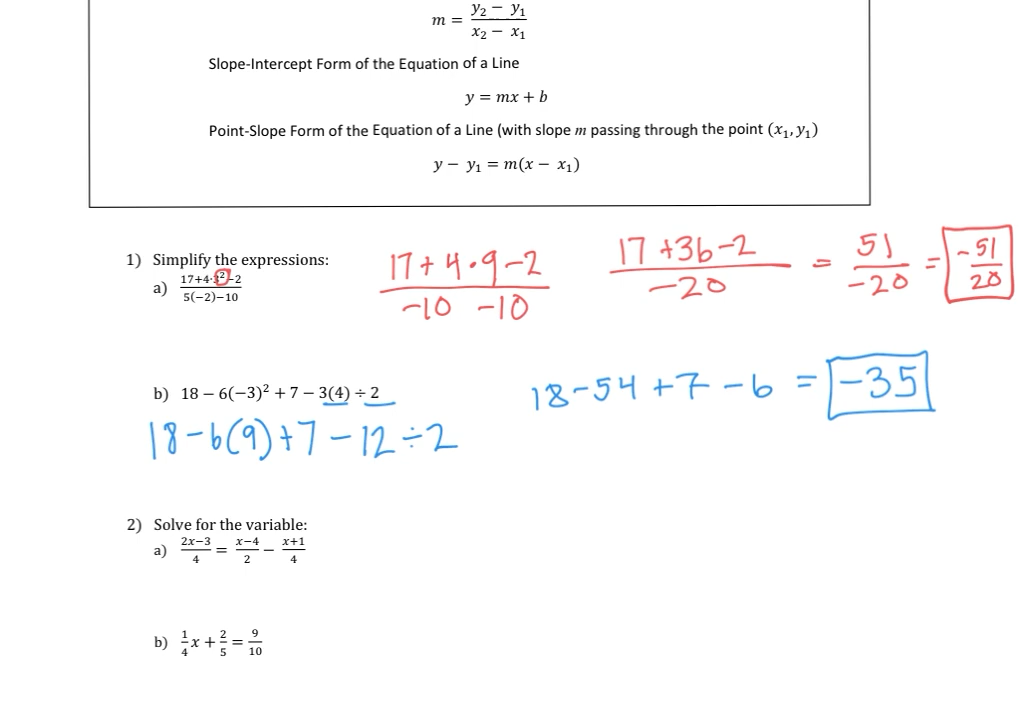 m = (y₂ − y₁)/(x₂ − x₁)
Slope-Intercept Form of the Equation of a Line
y = mx + b
Point-Slope Form of the Equation of a Line (with slope m passing through the point (x₁, y₁)
y − y₁ = m(x − x₁)
1) Simplify the expressions:
a) (17+4·3²−2)/(5(−2)−10)
(17+4·9−2)/(−10 −10)
(17+36−2)/(−20) = 51/(−20) = −51/20
b) 18 − 6(−3)² + 7 − 3(4) ÷ 2
18−54+7−6 = −35
18−6(9)+7−12÷2
2) Solve for the variable:
a) (2x−3)/4 = (x−4)/2 − (x+1)/4
b) 1/4 x + 2/5 = 9/10